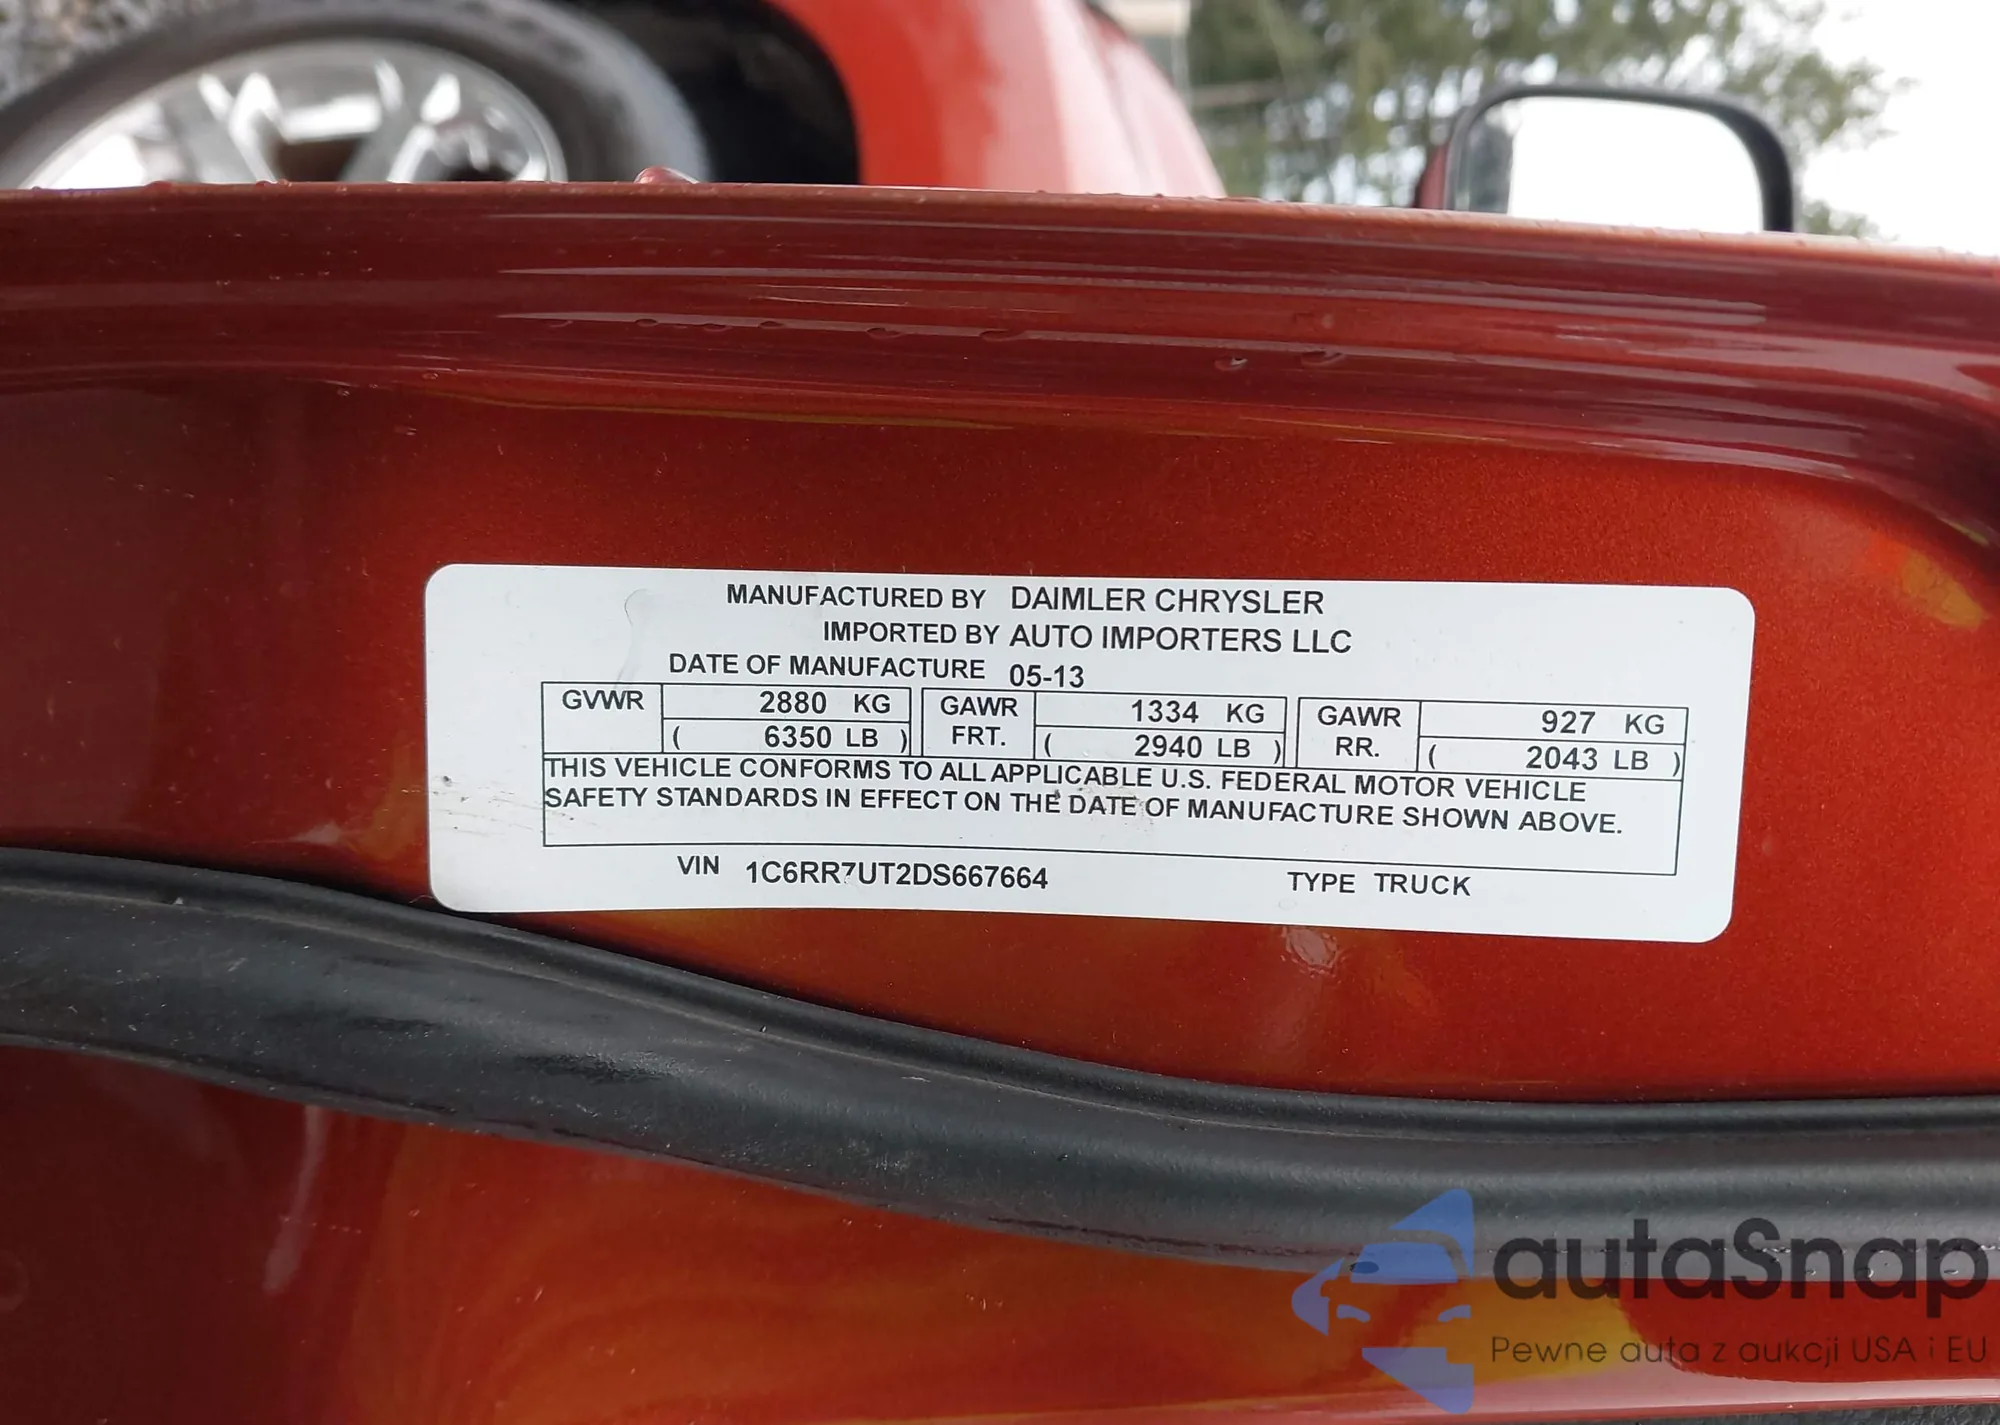 MANUFACTURED BY DAIMLER CHRYSLER
IMPORTED BY AUTO IMPORTERS LLC
DATE OF MANUFACTURE 05-13
GVWR 2880 KG GAWR FRT. 1334 KG GAWR RR. 927 KG
( 6350 LB ) ( 2940 LB ) ( 2043 LB )
THIS VEHICLE CONFORMS TO ALL APPLICABLE U.S. FEDERAL MOTOR VEHICLE
SAFETY STANDARDS IN EFFECT ON THE DATE OF MANUFACTURE SHOWN ABOVE.
VIN 1C6RR7UT2DS667664 TYPE TRUCK
autaSnap
Pewne auta z aukcji USA i EU